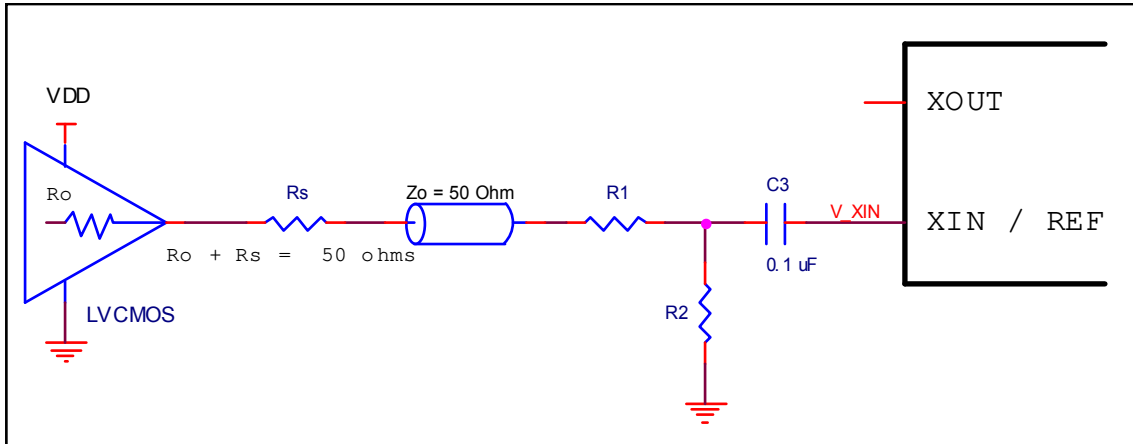 VDD
Ro
Rs
Ro + Rs = 50 ohms
LVCMOS
Zo = 50 Ohm
R1
R2
C3
0.1 uF
V_XIN
XOUT
XIN / REF